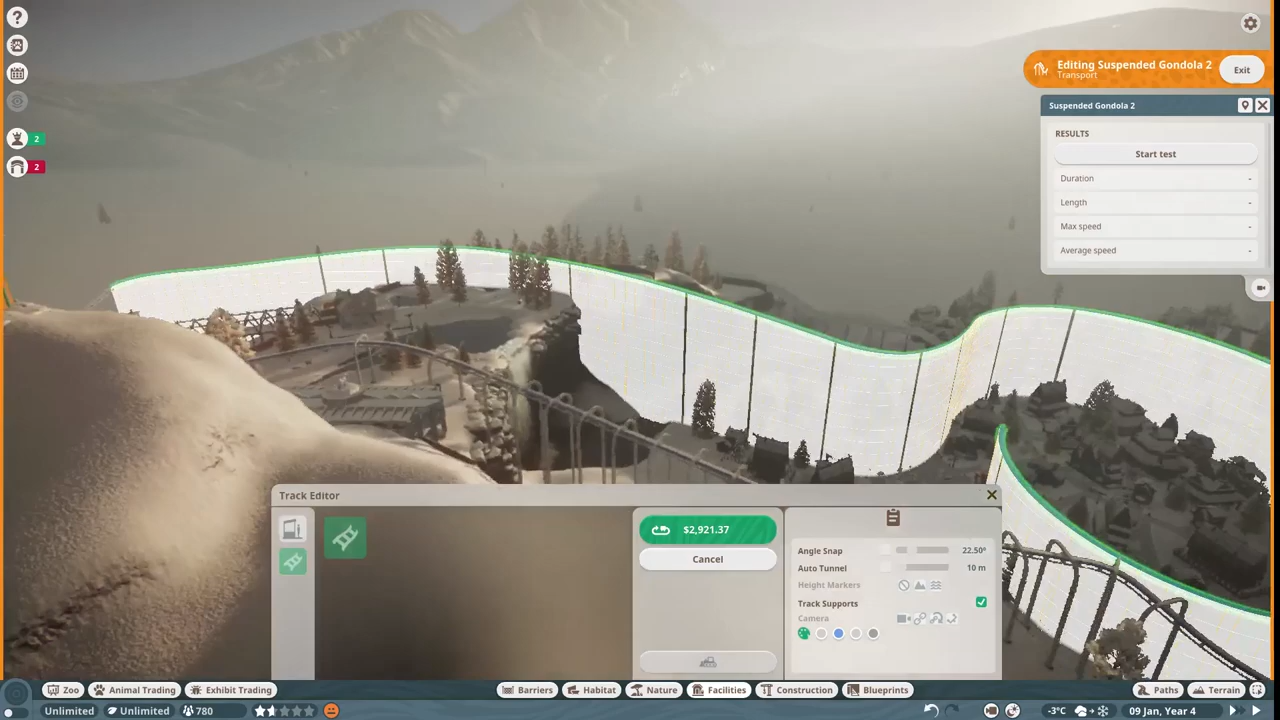 ?
Editing Suspended Gondola 2
Transport
Exit
Suspended Gondola 2
2
2
RESULTS
Start test
Duration -
Length -
Max speed -
Average speed -
Track Editor
$2,921.37
Cancel
Angle Snap 22.50°
Auto Tunnel 10 m
Height Markers
Track Supports
Camera
Zoo
Animal Trading
Exhibit Trading
Barriers
Habitat
Nature
Facilities
Construction
Blueprints
Paths
Terrain
Unlimited
Unlimited
780
-3°C
09 Jan, Year 4